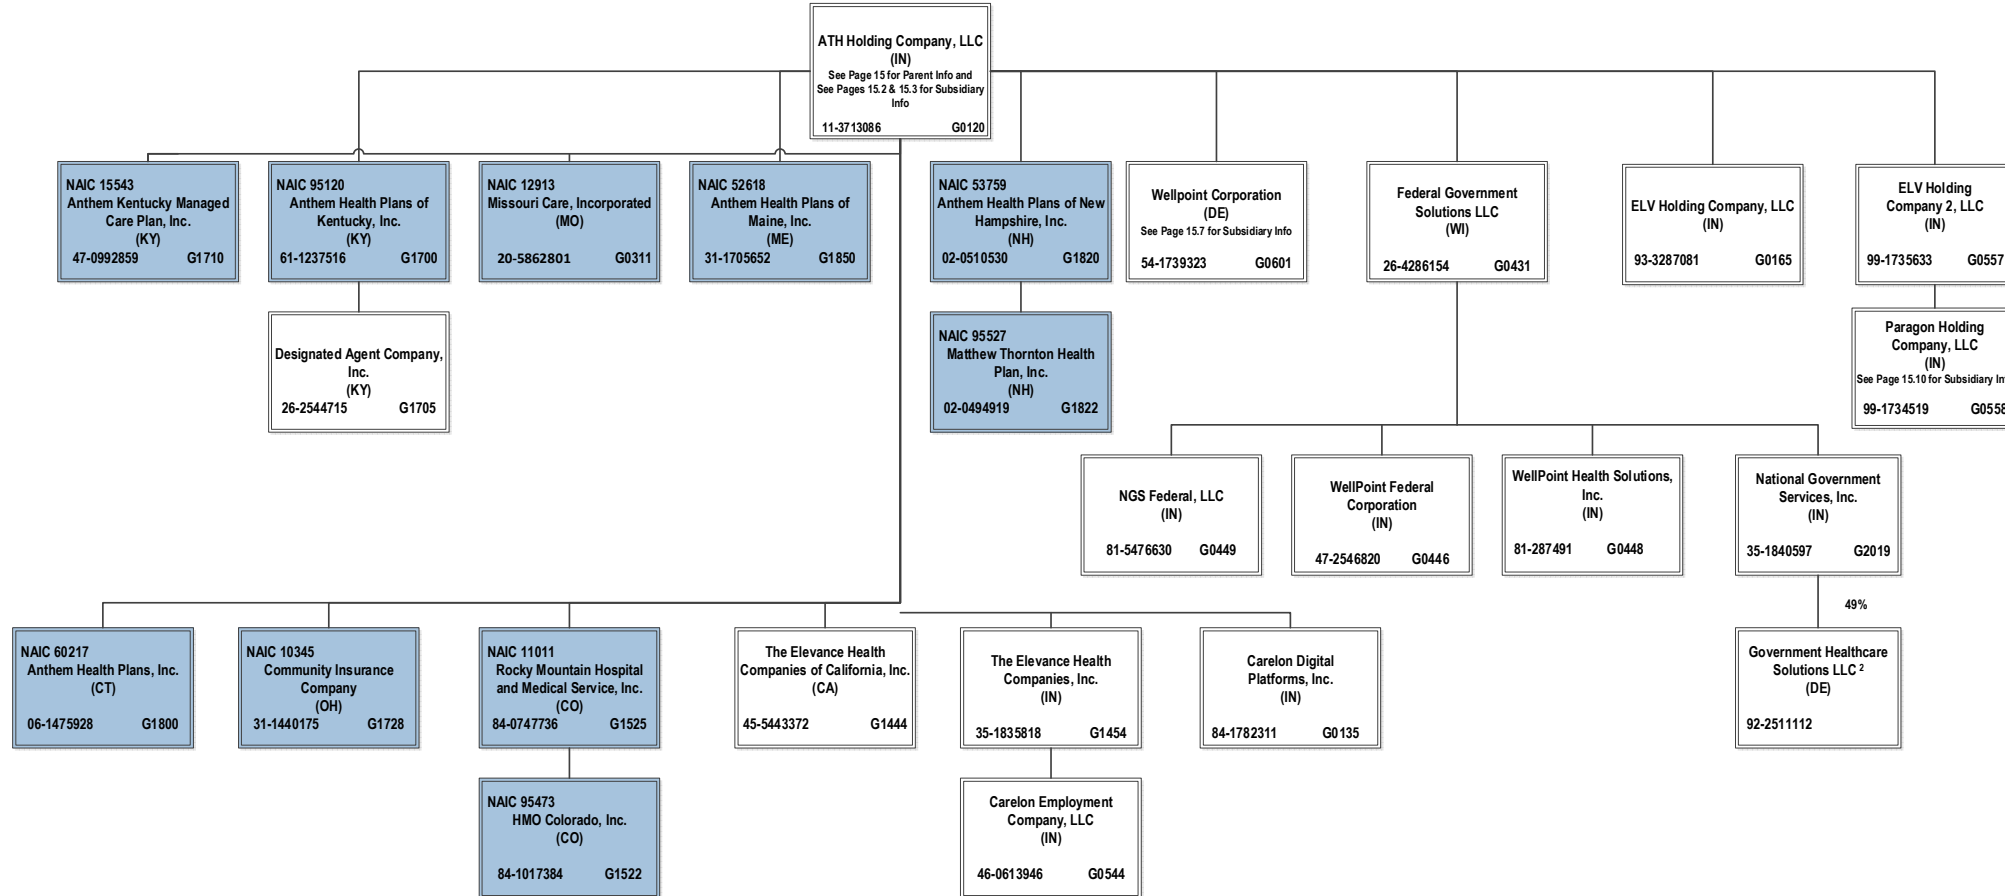 ATH Holding Company, LLC
(IN)
See Page 15 for Parent Info and
See Pages 15.2 & 15.3 for Subsidiary
Info
11-3713086 G0120
NAIC 15543
Anthem Kentucky Managed
Care Plan, Inc.
(KY)
47-0992859 G1710
NAIC 95120
Anthem Health Plans of
Kentucky, Inc.
(KY)
61-1237516 G1700
NAIC 12913
Missouri Care, Incorporated
(MO)
20-5862801 G0311
NAIC 52618
Anthem Health Plans of
Maine, Inc.
(ME)
31-1705652 G1850
NAIC 53759
Anthem Health Plans of New
Hampshire, Inc.
(NH)
02-0510530 G1820
Wellpoint Corporation
(DE)
See Page 15.7 for Subsidiary Info
54-1739323 G0601
Federal Government
Solutions LLC
(WI)
26-4286154 G0431
ELV Holding Company, LLC
(IN)
93-3287081 G0165
ELV Holding
Company 2, LLC
(IN)
99-1735633 G0557
Designated Agent Company,
Inc.
(KY)
26-2544715 G1705
NAIC 95527
Matthew Thornton Health
Plan, Inc.
(NH)
02-0494919 G1822
Paragon Holding
Company, LLC
(IN)
See Page 15.10 for Subsidiary
99-1734519 G0558
NGS Federal, LLC
(IN)
81-5476630 G0449
WellPoint Federal
Corporation
(IN)
47-2546820 G0446
WellPoint Health Solutions,
Inc.
(IN)
81-287491 G0448
National Government
Services, Inc.
(IN)
35-1840597 G2019
49%
NAIC 60217
Anthem Health Plans, Inc.
(CT)
06-1475928 G1800
NAIC 10345
Community Insurance
Company
(OH)
31-1440175 G1728
NAIC 11011
Rocky Mountain Hospital
and Medical Service, Inc.
(CO)
84-0747736 G1525
The Elevance Health
Companies of California, Inc.
(CA)
45-5443372 G1444
The Elevance Health
Companies, Inc.
(IN)
35-1835818 G1454
Carelon Digital
Platforms, Inc.
(IN)
84-1782311 G0135
Government Healthcare
Solutions LLC ²
(DE)
92-2511112
NAIC 95473
HMO Colorado, Inc.
(CO)
84-1017384 G1522
Carelon Employment
Company, LLC
(IN)
46-0613946 G0544